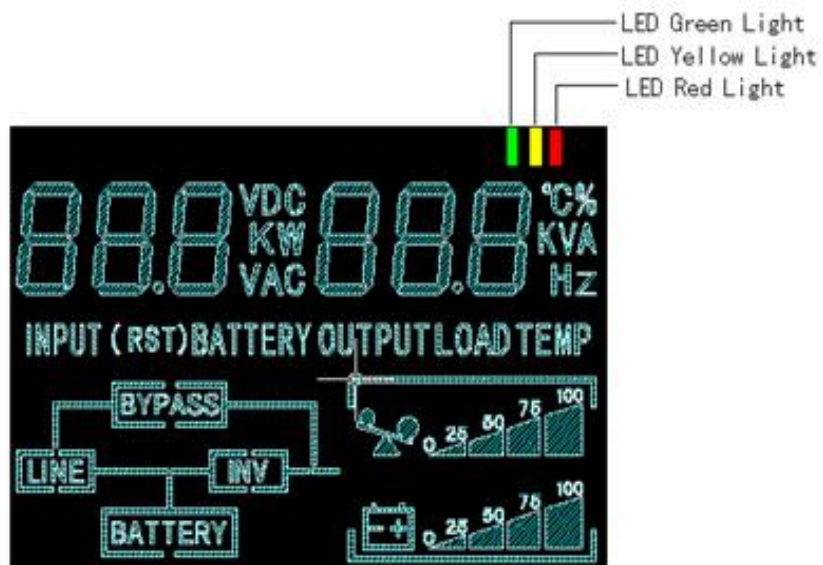 LED Green Light
LED Yellow Light
LED Red Light
88.8 VDC KW VAC 88.8 °C% KVA Hz
INPUT (RST) BATTERY OUTPUT LOAD TEMP
BYPASS
0 25 50 75 100
LINE INV
BATTERY
0 25 50 75 100